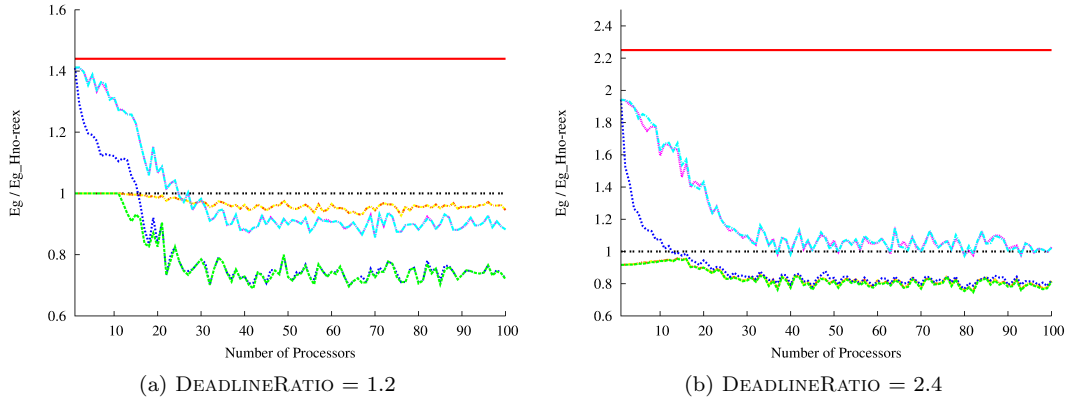 1.6
1.4
1.2
1
0.8
0.6
Eg / Eg_Hno-reex
10 20 30 40 50 60 70 80 90 100
Number of Processors
(a) DEADLINERATIO = 1.2
2.4
2.2
2
1.8
1.6
1.4
1.2
1
0.8
0.6
Eg / Eg_Hno-reex
10 20 30 40 50 60 70 80 90 100
Number of Processors
(b) DEADLINERATIO = 2.4